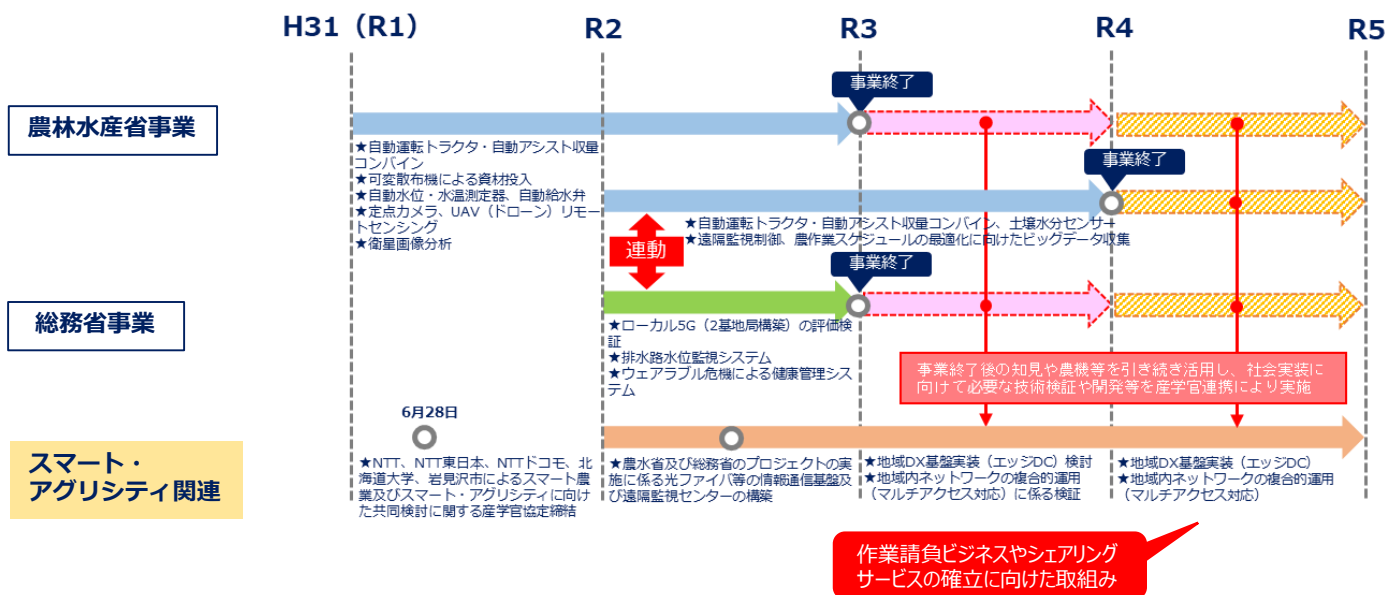 H31（R1）
R2
R3
R4
R5
事業終了
農林水産省事業
★自動運転トラクタ・自動アシスト収量
コンバイン
★可変散布機による資材投入
★自動水位・水温測定器、自動給水弁
★定点カメラ、UAV（ドローン）リモー
トセンシング
★衛星画像分析
事業終了
★自動運転トラクタ・自動アシスト収量コンバイン、土壌水分センサー
★遠隔監視制御、農作業スケジュールの最適化に向けたビッグデータ収集
連動
事業終了
総務省事業
★ローカル5G（2基地局構築）の評価検
証
★排水路水位監視システム
★ウェアラブル危機による健康管理シス
テム
事業終了後の知見や農機等を引き続き活用し、社会実装に
向けて必要な技術検証や開発等を産学官連携により実施
6月28日
スマート・
アグリシティ関連
★NTT、NTT東日本、NTTドコモ、北
海道大学、岩見沢市によるスマート農
業及びスマート・アグリシティに向け
た共同検討に関する産学官協定締結
★農水省及び総務省のプロジェクトの実
施に係る光ファイバ等の情報通信基盤及
び遠隔監視センターの構築
★地域DX基盤実装（エッジDC）検討
★地域内ネットワークの複合的運用
（マルチアクセス対応）に係る検証
★地域DX基盤実装（エッジDC）
★地域内ネットワークの複合的運用
（マルチアクセス対応）
作業請負ビジネスやシェアリング
サービスの確立に向けた取組み